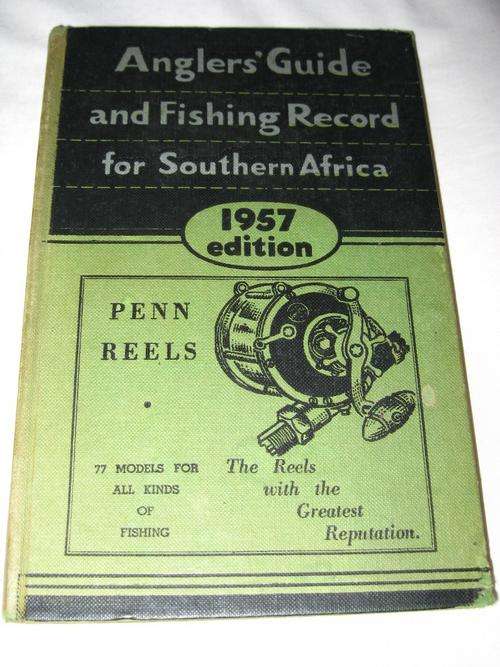 Anglers' Guide
and Fishing Record
for Southern Africa
1957
edition
PENN
REELS
77 MODELS FOR
ALL KINDS
OF
FISHING
The Reels
with the
Greatest
Reputation.